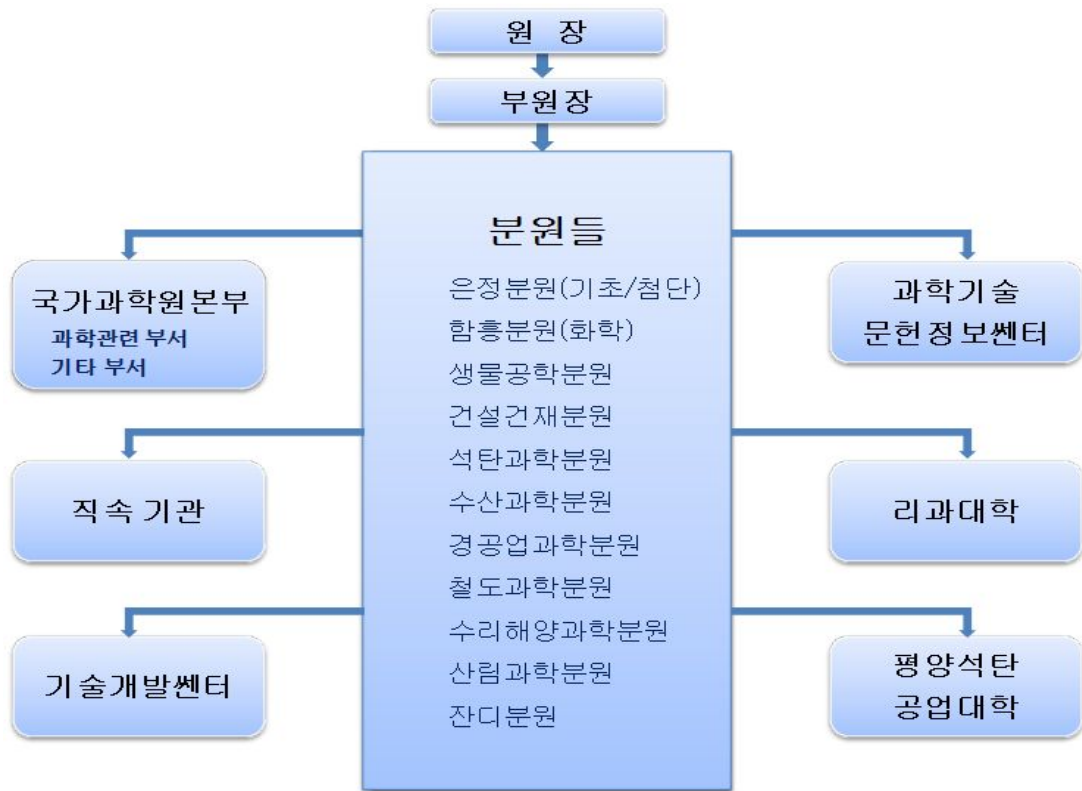 원 장
부원장
분원들
은정분원(기초/첨단)
함흥분원(화학)
생물공학분원
건설건재분원
석탄과학분원
수산과학분원
경공업과학분원
철도과학분원
수리해양과학분원
산림과학분원
잔디분원
국가과학원본부
과학관련 부서
기타 부서
직속 기관
기술개발쎈터
과학기술
문헌정보쎈터
리과대학
평양석탄
공업대학